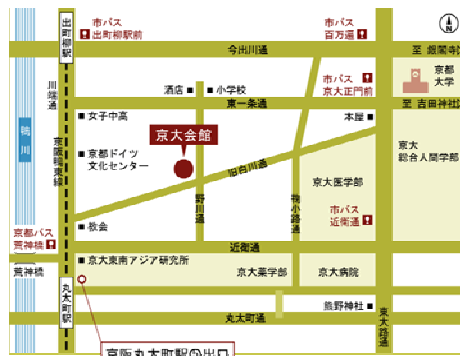 市バス
出町柳駅前
市バス
百万遍
出町柳駅
今出川通
至 銀閣寺
川端通
酒店
小学校
市バス
京大正門前
京都
大学
東一条通
至 吉田神社
女子中高
本屋
鴨川
京阪鴨東線
京大会館
京都ドイツ
文化センター
旧白川通
京大
総合人間学部
京大医学部
野川通
市バス
近衛通
教会
京都バス
荒神橋
近衛通
荒神橋
京大東南アジア研究所
京大薬学部
京大病院
丸太町駅
熊野神社
丸太町通
東大路通
京阪丸太町駅
出口